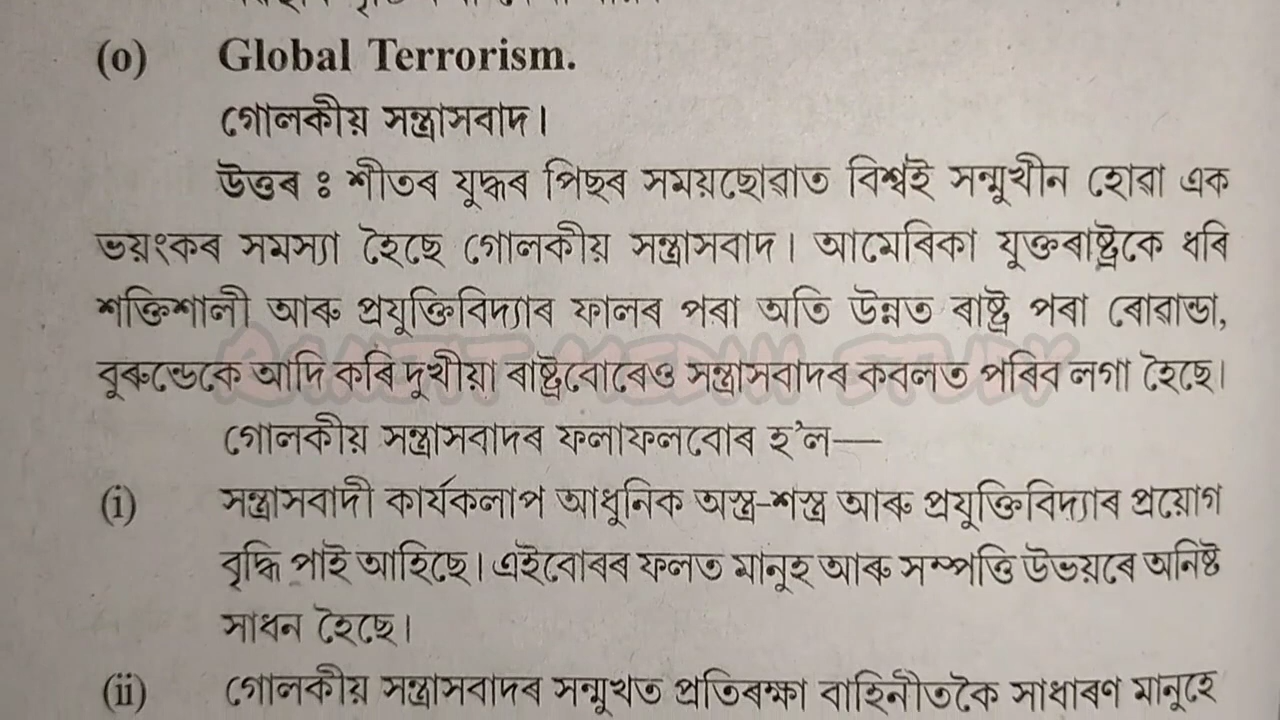 (o) Global Terrorism.
গোলকীয় সন্ত্ৰাসবাদ।
উত্তৰ ঃ শীতৰ যুদ্ধৰ পিছৰ সময়ছোৱাত বিশ্বই সন্মুখীন হোৱা এক
ভয়ংকৰ সমস্যা হৈছে গোলকীয় সন্ত্ৰাসবাদ। আমেৰিকা যুক্তৰাষ্ট্ৰকে ধৰি
শক্তিশালী আৰু প্ৰযুক্তিবিদ্যাৰ ফালৰ পৰা অতি উন্নত ৰাষ্ট্ৰৰ পৰা ৰোৱাণ্ডা,
বুৰুণ্ডেকে আদি কৰি দুখীয়া ৰাষ্ট্ৰবোৰেও সন্ত্ৰাসবাদৰ কবলত পৰিব লগা হৈছে।
RANJIT MEDHI STUDY
গোলকীয় সন্ত্ৰাসবাদৰ ফলাফলবোৰ হ'ল—
(i) সন্ত্ৰাসবাদী কাৰ্যকলাপ আধুনিক অস্ত্ৰ-শস্ত্ৰ আৰু প্ৰযুক্তিবিদ্যাৰ প্ৰয়োগ
বৃদ্ধি পাই আহিছে। এইবোৰৰ ফলত মানুহ আৰু সম্পত্তি উভয়ৰে অনিষ্ট
সাধন হৈছে।
(ii) গোলকীয় সন্ত্ৰাসবাদৰ সন্মুখত প্ৰতিৰক্ষা বাহিনীতকৈ সাধাৰণ মানুহে